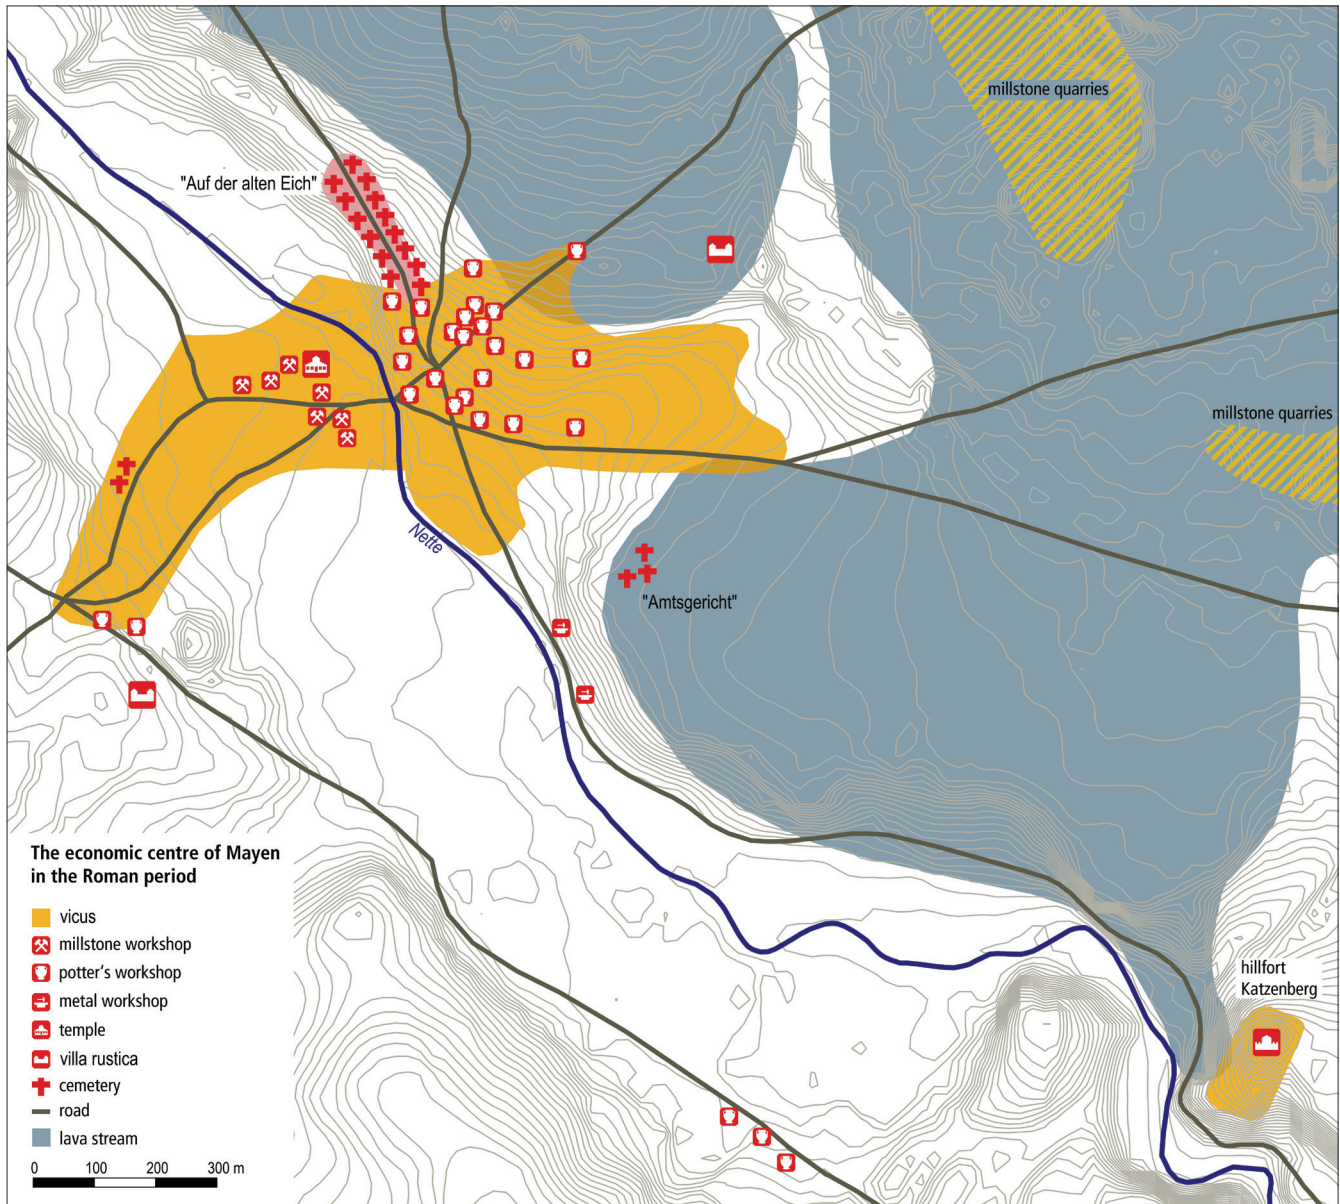 millstone quarries
"Auf der alten Eich"
millstone quarries
Nette
"Amtsgericht"
hillfort
Katzenberg
The economic centre of Mayen
in the Roman period
vicus
millstone workshop
potter's workshop
metal workshop
temple
villa rustica
cemetery
road
lava stream
0 100 200 300 m